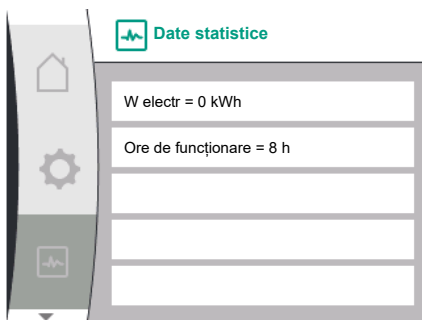 Date statistice
W electr = 0 kWh
Ore de funcționare = 8 h